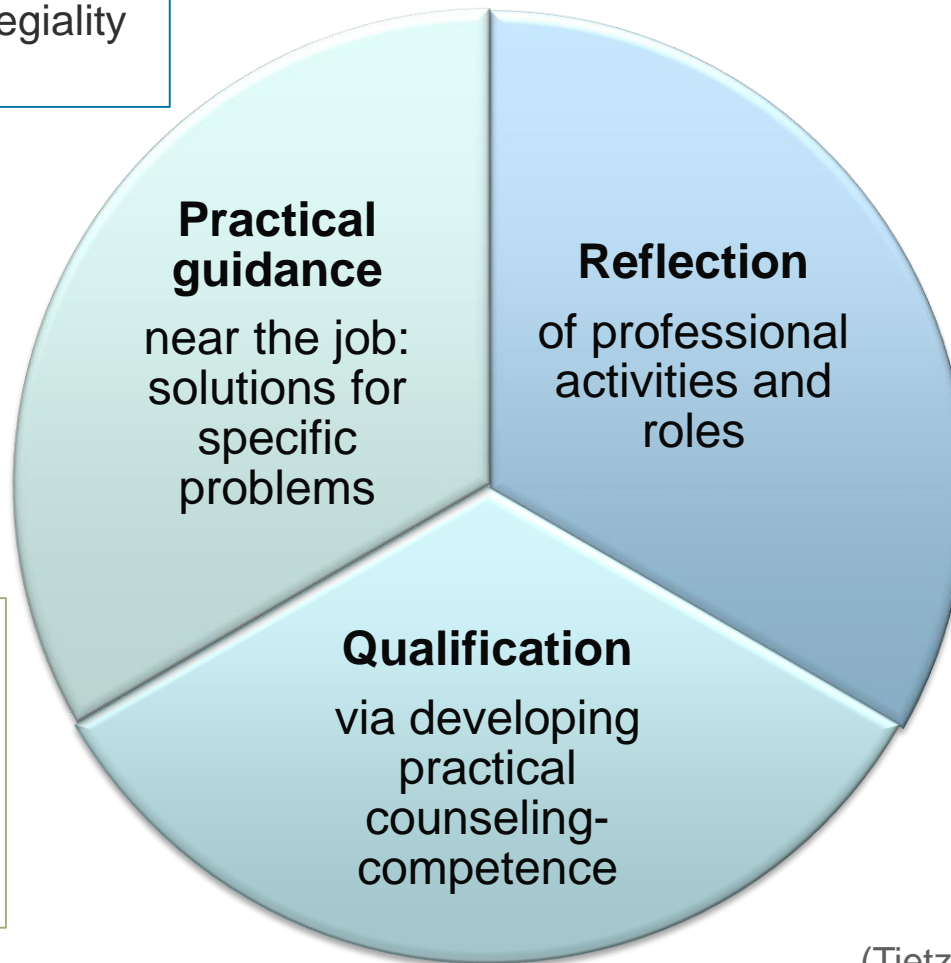 Practical
guidance
near the job:
solutions for
specific
problems
Reflection
of professional
activities and
roles
Qualification
via developing
practical
counseling-
competence